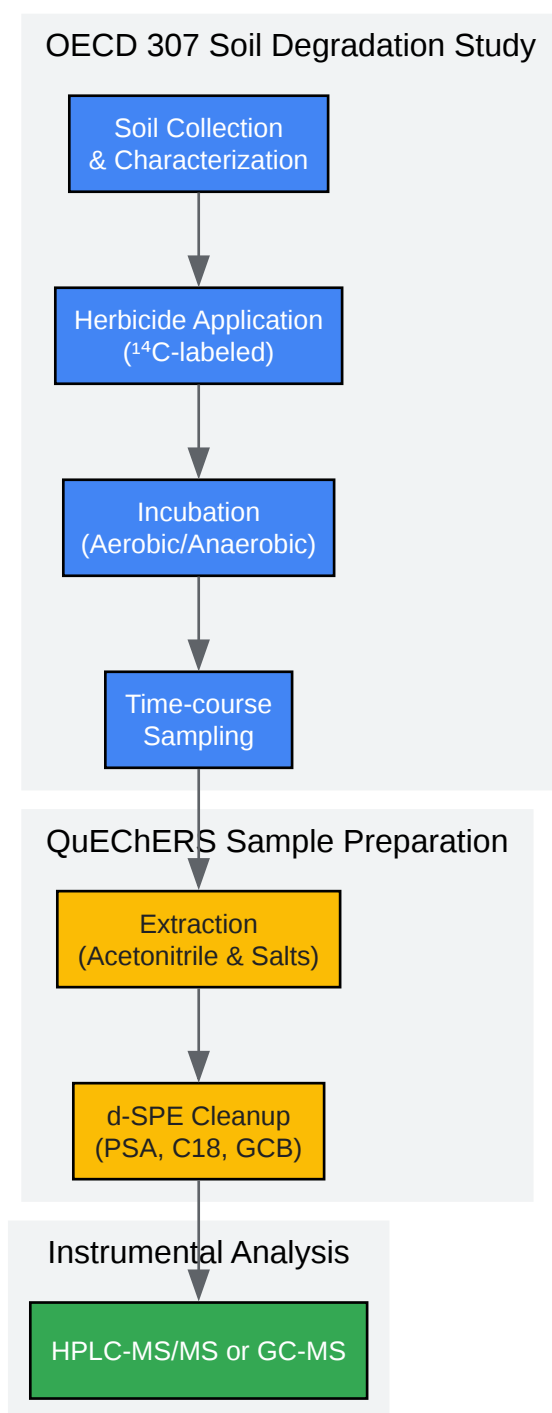 OECD 307 Soil Degradation Study
Soil Collection
& Characterization
Herbicide Application
(¹⁴C-labeled)
Incubation
(Aerobic/Anaerobic)
Time-course
Sampling
QuEChERS Sample Preparation
Extraction
(Acetonitrile & Salts)
d-SPE Cleanup
(PSA, C18, GCB)
Instrumental Analysis
HPLC-MS/MS or GC-MS